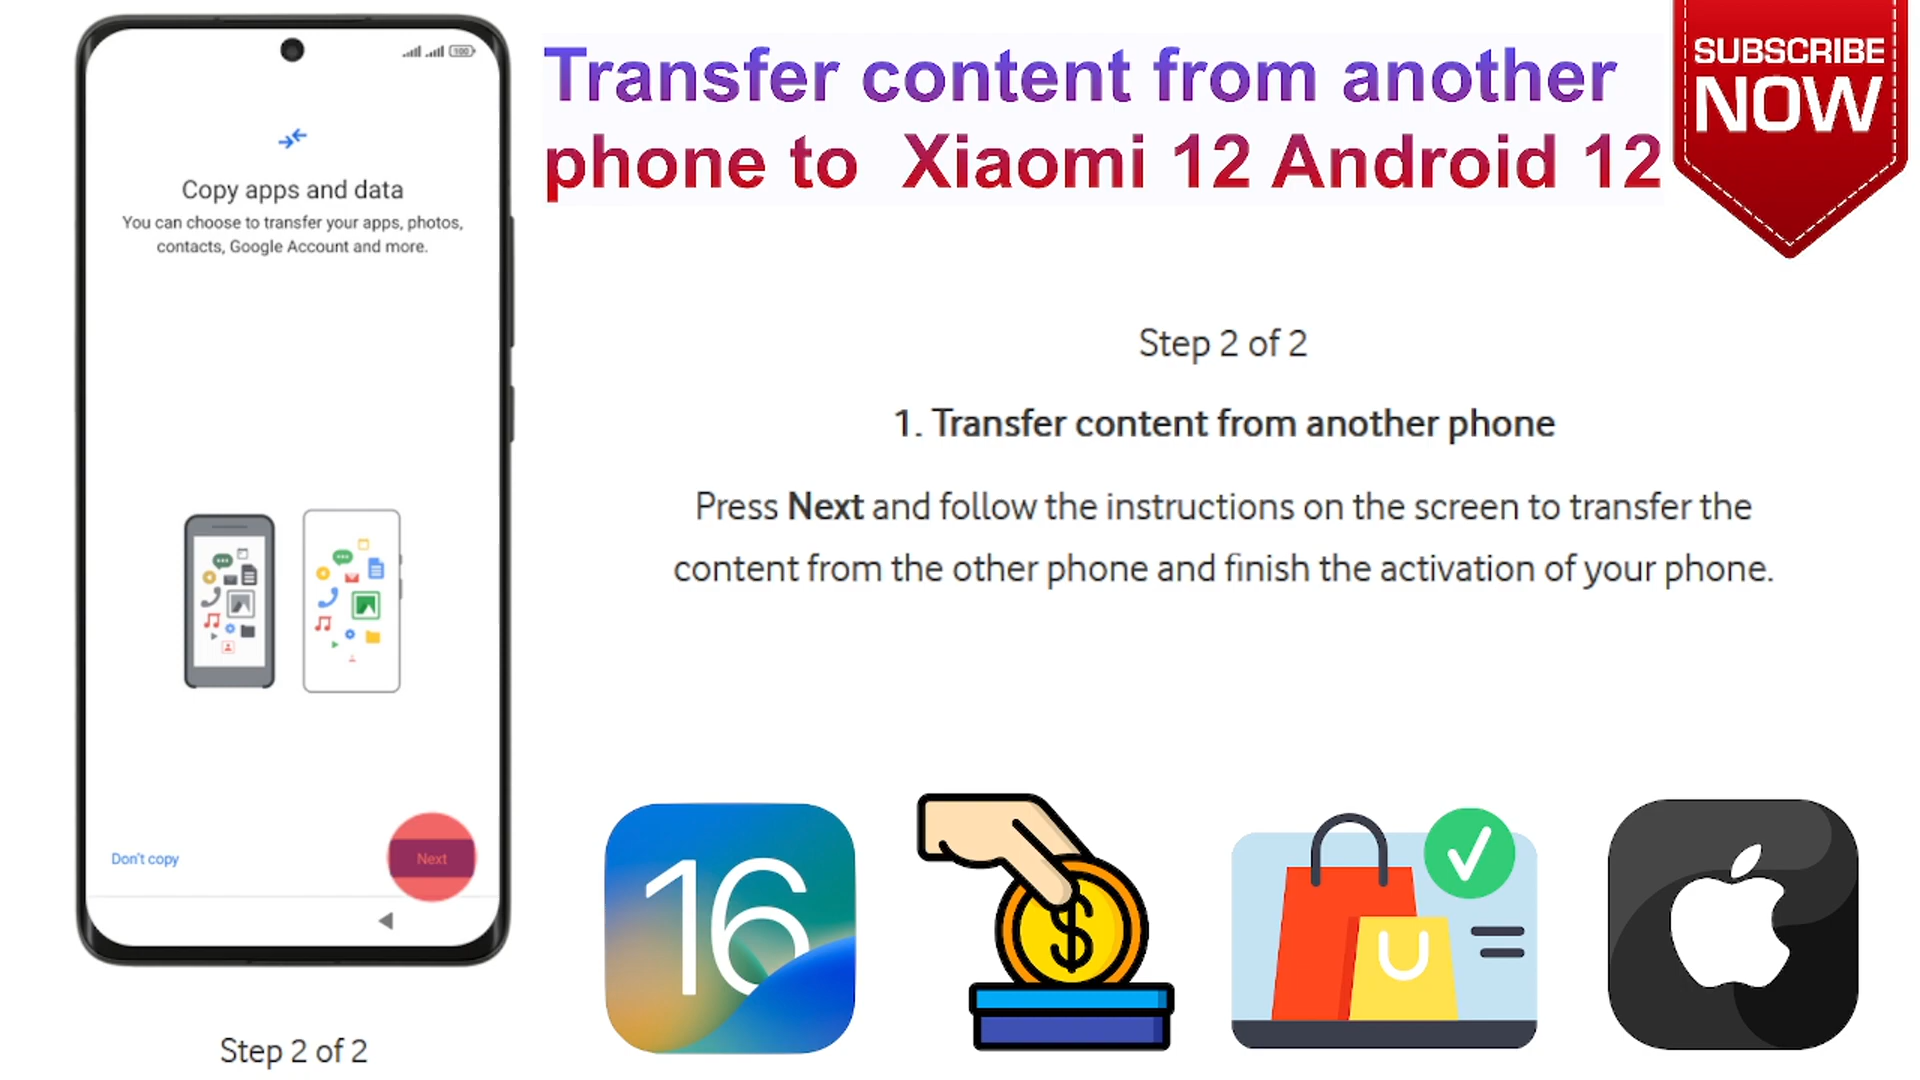 100
Copy apps and data
You can choose to transfer your apps, photos,
contacts, Google Account and more.
Don't copy
Next
Step 2 of 2
Transfer content from another
phone to Xiaomi 12 Android 12
SUBSCRIBE
NOW
Step 2 of 2
1. Transfer content from another phone
Press Next and follow the instructions on the screen to transfer the
content from the other phone and finish the activation of your phone.
16
$